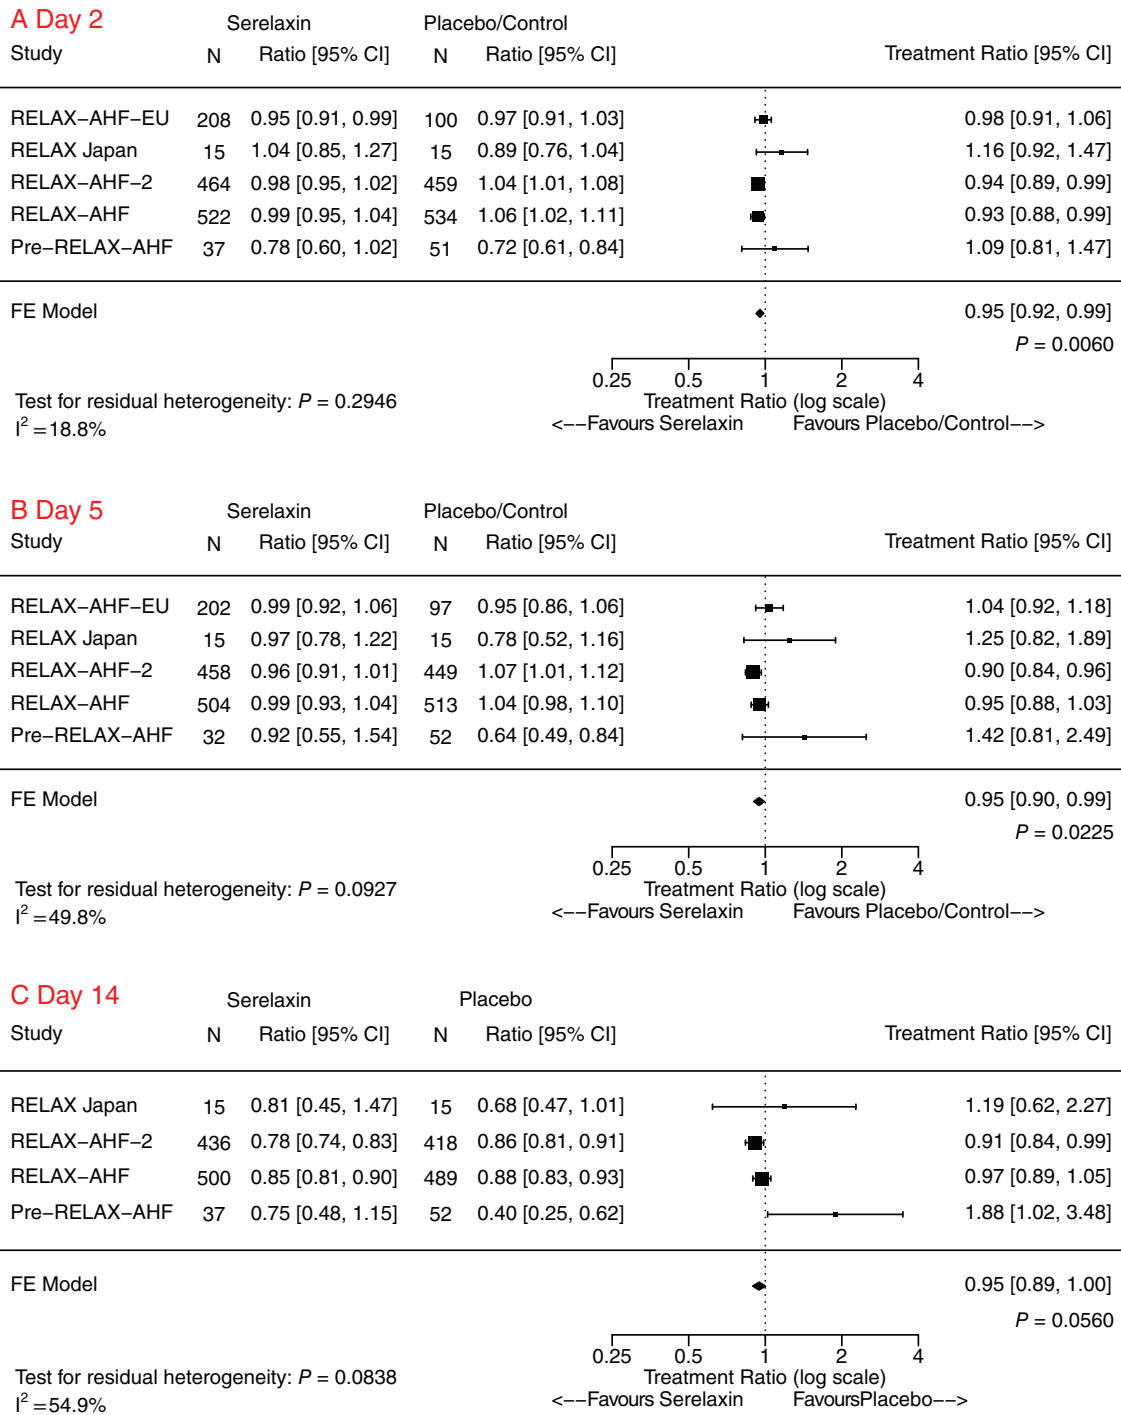 A Day 2
Serelaxin Placebo/Control
Study N Ratio [95% CI] N Ratio [95% CI] Treatment Ratio [95% CI]
RELAX−AHF−EU 208 0.95 [0.91, 0.99] 100 0.97 [0.91, 1.03] 0.98 [0.91, 1.06]
RELAX Japan 15 1.04 [0.85, 1.27] 15 0.89 [0.76, 1.04] 1.16 [0.92, 1.47]
RELAX−AHF−2 464 0.98 [0.95, 1.02] 459 1.04 [1.01, 1.08] 0.94 [0.89, 0.99]
RELAX−AHF 522 0.99 [0.95, 1.04] 534 1.06 [1.02, 1.11] 0.93 [0.88, 0.99]
Pre−RELAX−AHF 37 0.78 [0.60, 1.02] 51 0.72 [0.61, 0.84] 1.09 [0.81, 1.47]
FE Model 0.95 [0.92, 0.99]
P = 0.0060
0.25 0.5 1 2 4
Test for residual heterogeneity: P = 0.2946 Treatment Ratio (log scale)
I² =18.8% <−−Favours Serelaxin Favours Placebo/Control−−>
B Day 5
Serelaxin Placebo/Control
Study N Ratio [95% CI] N Ratio [95% CI] Treatment Ratio [95% CI]
RELAX−AHF−EU 202 0.99 [0.92, 1.06] 97 0.95 [0.86, 1.06] 1.04 [0.92, 1.18]
RELAX Japan 15 0.97 [0.78, 1.22] 15 0.78 [0.52, 1.16] 1.25 [0.82, 1.89]
RELAX−AHF−2 458 0.96 [0.91, 1.01] 449 1.07 [1.01, 1.12] 0.90 [0.84, 0.96]
RELAX−AHF 504 0.99 [0.93, 1.04] 513 1.04 [0.98, 1.10] 0.95 [0.88, 1.03]
Pre−RELAX−AHF 32 0.92 [0.55, 1.54] 52 0.64 [0.49, 0.84] 1.42 [0.81, 2.49]
FE Model 0.95 [0.90, 0.99]
P = 0.0225
0.25 0.5 1 2 4
Test for residual heterogeneity: P = 0.0927 Treatment Ratio (log scale)
I² =49.8% <−−Favours Serelaxin Favours Placebo/Control−−>
C Day 14
Serelaxin Placebo
Study N Ratio [95% CI] N Ratio [95% CI] Treatment Ratio [95% CI]
RELAX Japan 15 0.81 [0.45, 1.47] 15 0.68 [0.47, 1.01] 1.19 [0.62, 2.27]
RELAX−AHF−2 436 0.78 [0.74, 0.83] 418 0.86 [0.81, 0.91] 0.91 [0.84, 0.99]
RELAX−AHF 500 0.85 [0.81, 0.90] 489 0.88 [0.83, 0.93] 0.97 [0.89, 1.05]
Pre−RELAX−AHF 37 0.75 [0.48, 1.15] 52 0.40 [0.25, 0.62] 1.88 [1.02, 3.48]
FE Model 0.95 [0.89, 1.00]
P = 0.0560
0.25 0.5 1 2 4
Test for residual heterogeneity: P = 0.0838 Treatment Ratio (log scale)
I² =54.9% <−−Favours Serelaxin FavoursPlacebo−−>